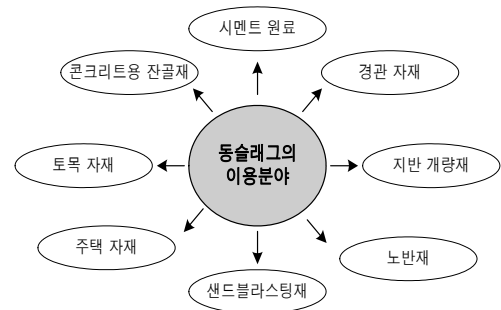 시멘트 원료
콘크리트용 잔골재
경관 자재
동슬래그의
이용분야
토목 자재
지반 개량재
주택 자재
노반재
샌드블라스팅재